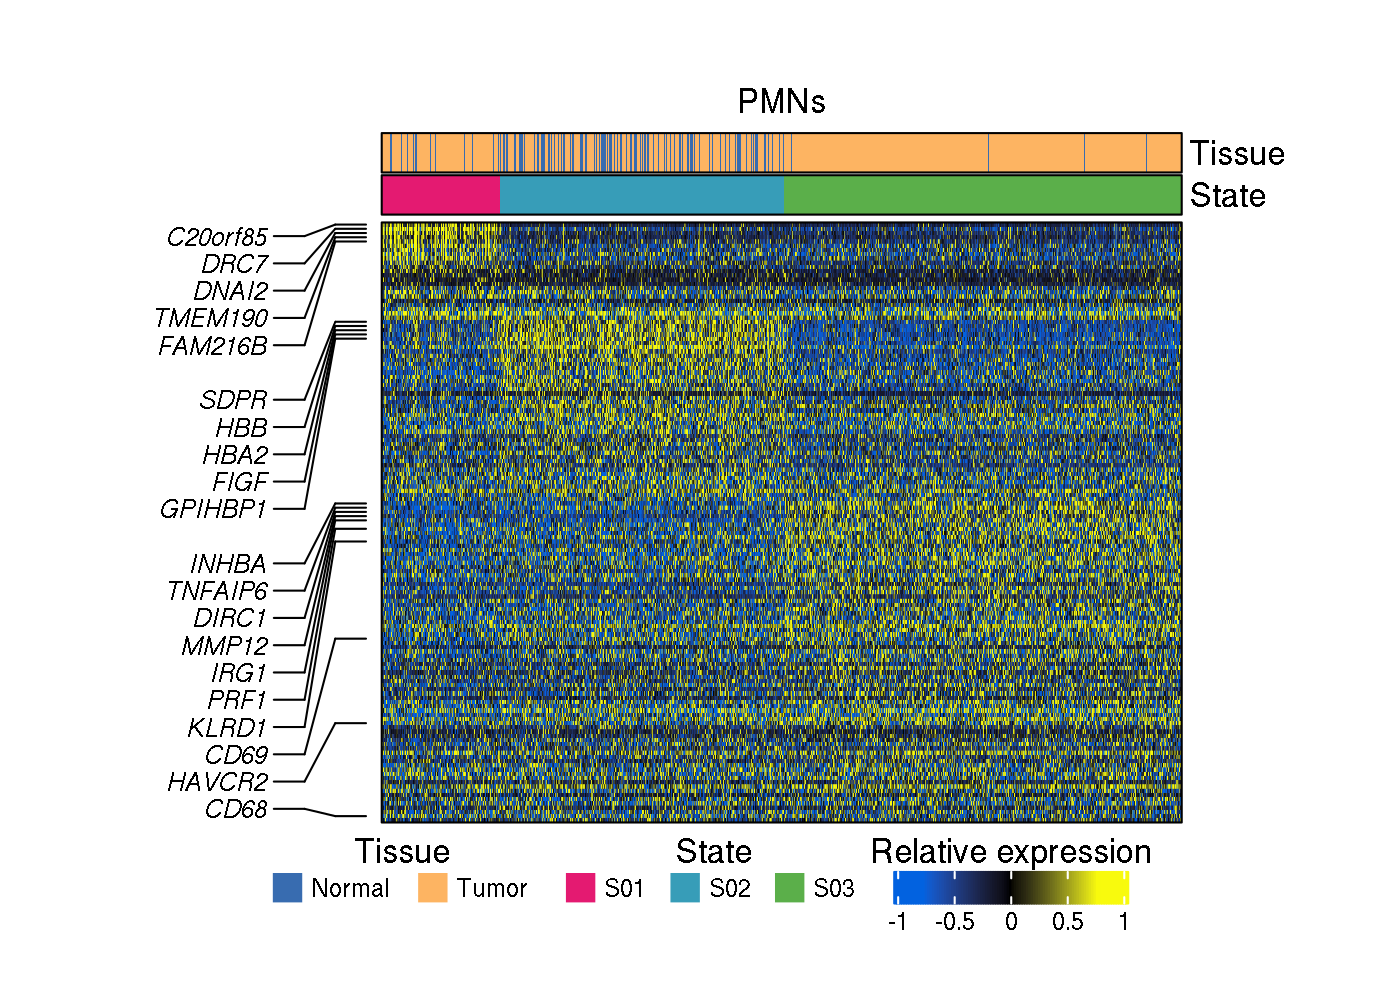 PMNs
Tissue
State
C20orf85
DRC7
DNAI2
TMEM190
FAM216B
SDPR
HBB
HBA2
FIGF
GPIHBP1
INHBA
TNFAIP6
DIRC1
MMP12
IRG1
PRF1
KLRD1
CD69
HAVCR2
CD68
Tissue State Relative expression
Normal Tumor S01 S02 S03
-1 -0.5 0 0.5 1